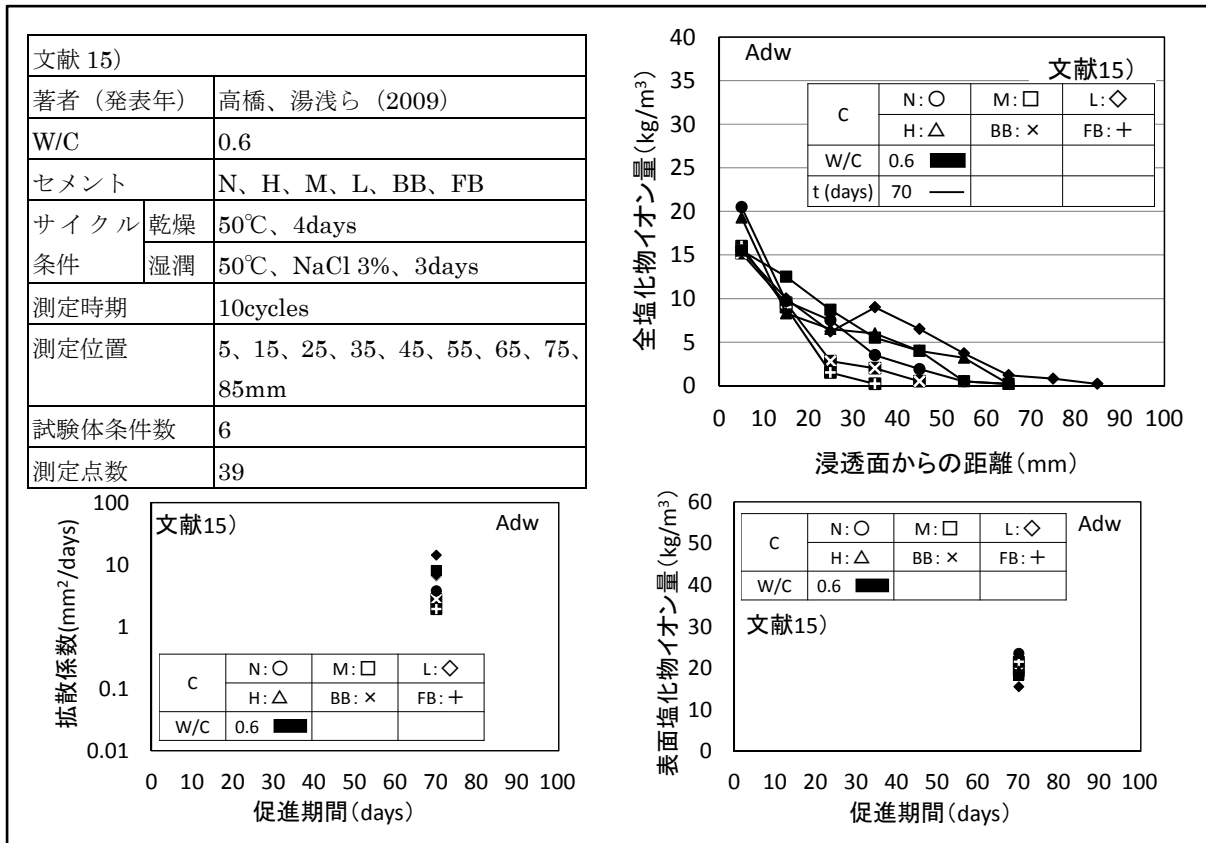 文献 15)
著者（発表年） 高橋、湯浅ら（2009）
W/C 0.6
セメント N、H、M、L、BB、FB
サイクル条件 乾燥 50℃、4days
湿潤 50℃、NaCl 3%、3days
測定時期 10cycles
測定位置 5、15、25、35、45、55、65、75、
85mm
試験体条件数 6
測定点数 39
全塩化物イオン量(kg/m³)
40
35
30
25
20
15
10
5
0
Adw
文献15)
C N:○ M:□ L:◇
H:△ BB:× FB:+
W/C 0.6
t (days) 70
0 10 20 30 40 50 60 70 80 90 100
浸透面からの距離(mm)
拡散係数(mm²/days)
100
10
1
0.1
0.01
文献15)
Adw
C N:○ M:□ L:◇
H:△ BB:× FB:+
W/C 0.6
0 10 20 30 40 50 60 70 80 90 100
促進期間(days)
表面塩化物イオン量(kg/m³)
60
50
40
30
20
10
0
C N:○ M:□ L:◇
H:△ BB:× FB:+
W/C 0.6
Adw
文献15)
0 10 20 30 40 50 60 70 80 90 100
促進期間(days)